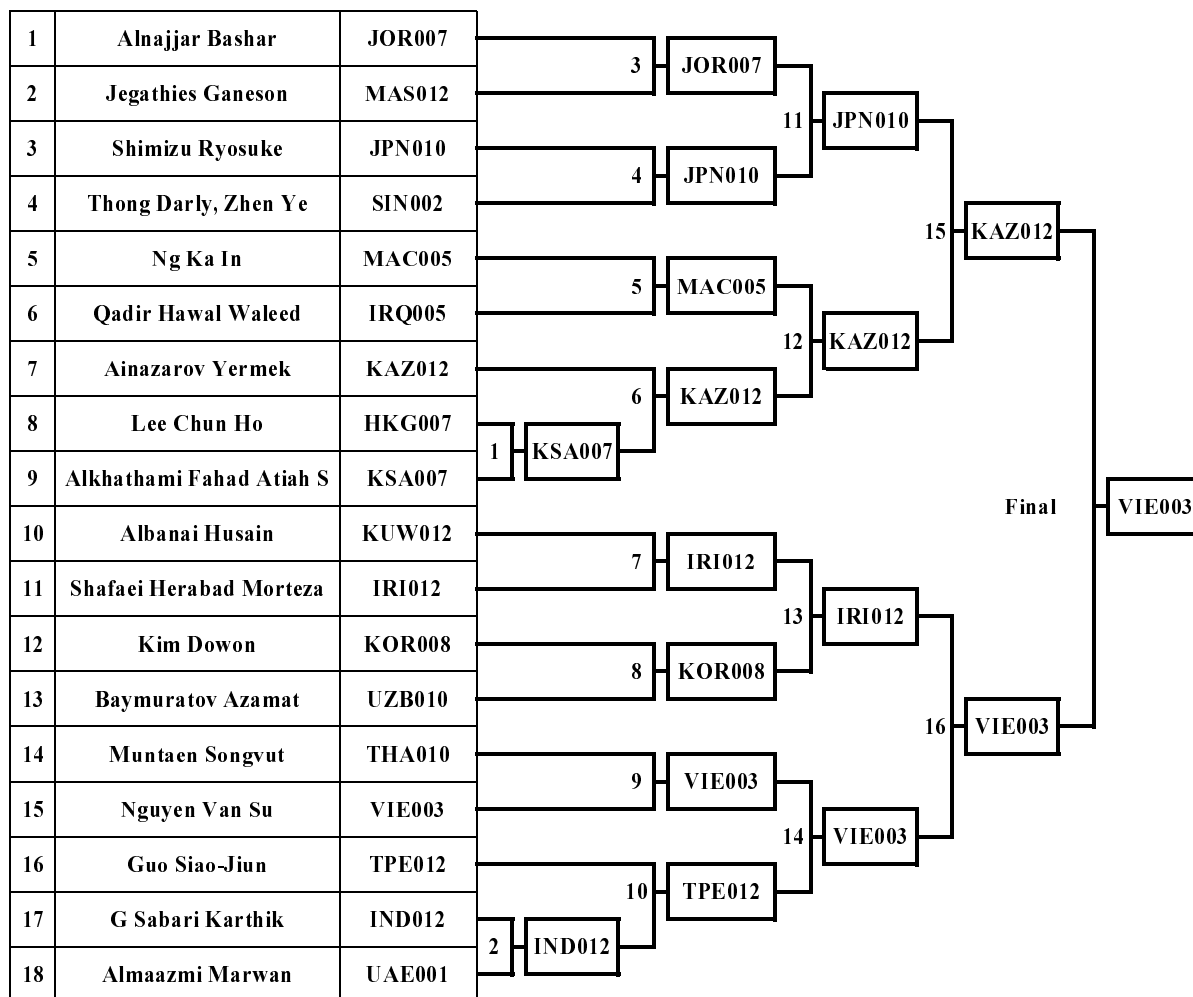 1 Alnajjar Bashar JOR007
2 Jegathies Ganeson MAS012
3 Shimizu Ryosuke JPN010
4 Thong Darly, Zhen Ye SIN002
5 Ng Ka In MAC005
6 Qadir Hawal Waleed IRQ005
7 Ainazarov Yermek KAZ012
8 Lee Chun Ho HKG007
9 Alkhathami Fahad Atiah S KSA007
10 Albanai Husain KUW012
11 Shafaei Herabad Morteza IRI012
12 Kim Dowon KOR008
13 Baymuratov Azamat UZB010
14 Muntaen Songvut THA010
15 Nguyen Van Su VIE003
16 Guo Siao-Jiun TPE012
17 G Sabari Karthik IND012
18 Almaazmi Marwan UAE001
1 KSA007
2 IND012
3 JOR007
4 JPN010
5 MAC005
6 KAZ012
7 IRI012
8 KOR008
9 VIE003
10 TPE012
11 JPN010
12 KAZ012
13 IRI012
14 VIE003
15 KAZ012
16 VIE003
Final VIE003